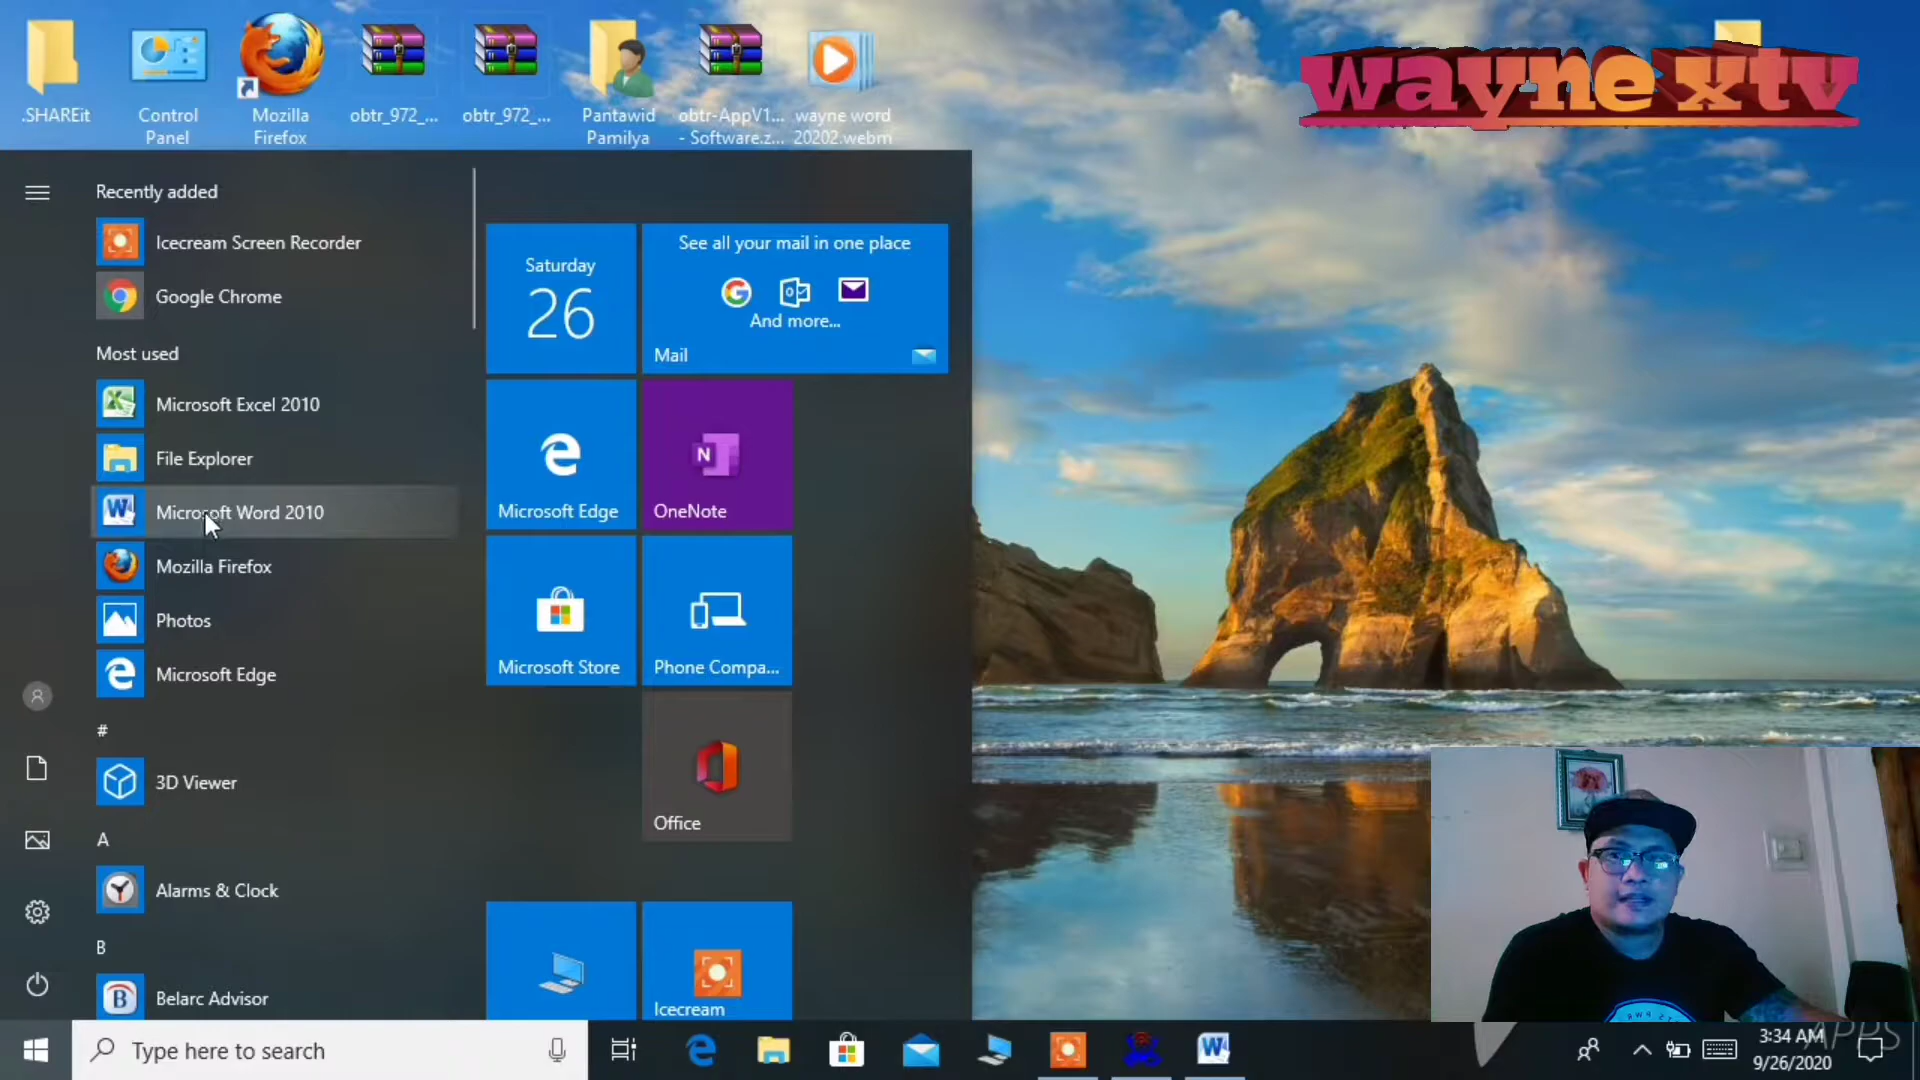 .SHAREit
Control
Panel
Mozilla
Firefox
obtr_972_...
obtr_972_...
Pantawid
Pamilya
obtr-AppV1...
- Software.z...
wayne word
20202.webm
wayne xtv
Recently added
Icecream Screen Recorder
Google Chrome
Most used
Microsoft Excel 2010
File Explorer
Microsoft Word 2010
Mozilla Firefox
Photos
Microsoft Edge
#
3D Viewer
A
Alarms & Clock
B
Belarc Advisor
Saturday
26
See all your mail in one place
And more...
Mail
Microsoft Edge
OneNote
Microsoft Store
Phone Compa...
Office
Icecream
Type here to search
3:34 AM
9/26/2020
APPS